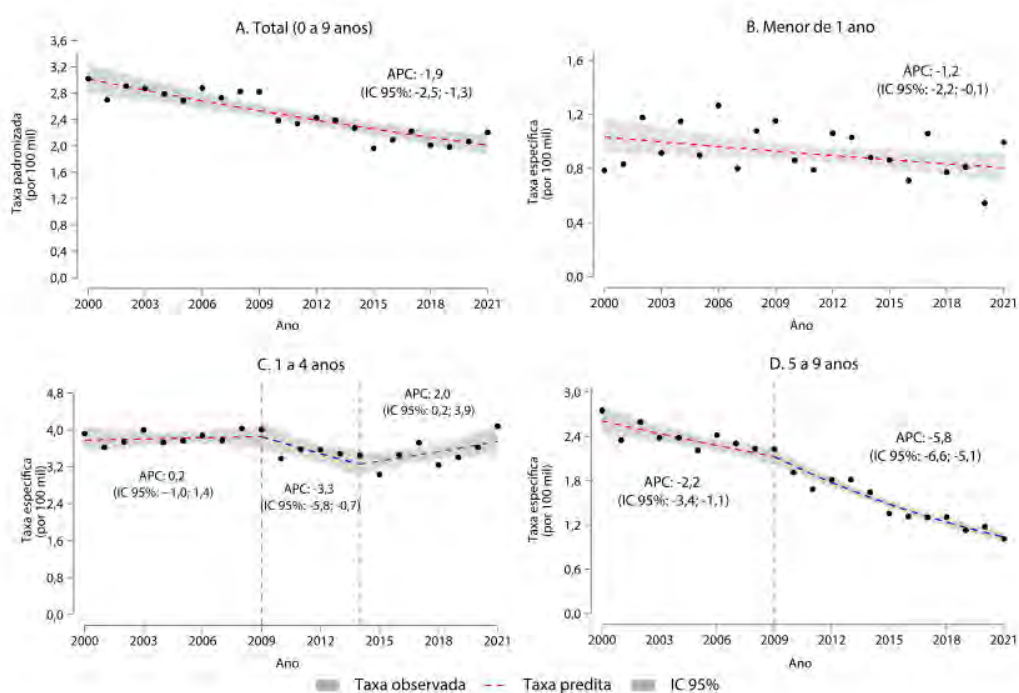 A. Total (0 a 9 anos)
3,6
3,2
2,8
2,4
2,0
1,6
1,2
0,8
0,4
0,0
Taxa padronizada
(por 100 mil)
APC: -1,9
(IC 95%: -2,5; -1,3)
2000 2003 2006 2009 2012 2015 2018 2021
Ano
B. Menor de 1 ano
1,6
1,2
0,8
0,4
0,0
Taxa específica
(por 100 mil)
APC: -1,2
(IC 95%: -2,2; -0,1)
2000 2003 2006 2009 2012 2015 2018 2021
Ano
C. 1 a 4 anos
4,8
4,0
3,2
2,4
1,6
0,8
0,0
Taxa específica
(por 100 mil)
APC: 2,0
(IC 95%: 0,2; 3,9)
APC: 0,2
(IC 95%: −1,0; 1,4)
APC: -3,3
(IC 95%: -5,8; -0,7)
2000 2003 2006 2009 2012 2015 2018 2021
Ano
D. 5 a 9 anos
3,0
2,4
1,8
1,2
0,6
0,0
Taxa específica
(por 100 mil)
APC: -5,8
(IC 95%: -6,6; -5,1)
APC: -2,2
(IC 95%: -3,4; -1,1)
2000 2003 2006 2009 2012 2015 2018 2021
Ano
Taxa observada Taxa predita IC 95%